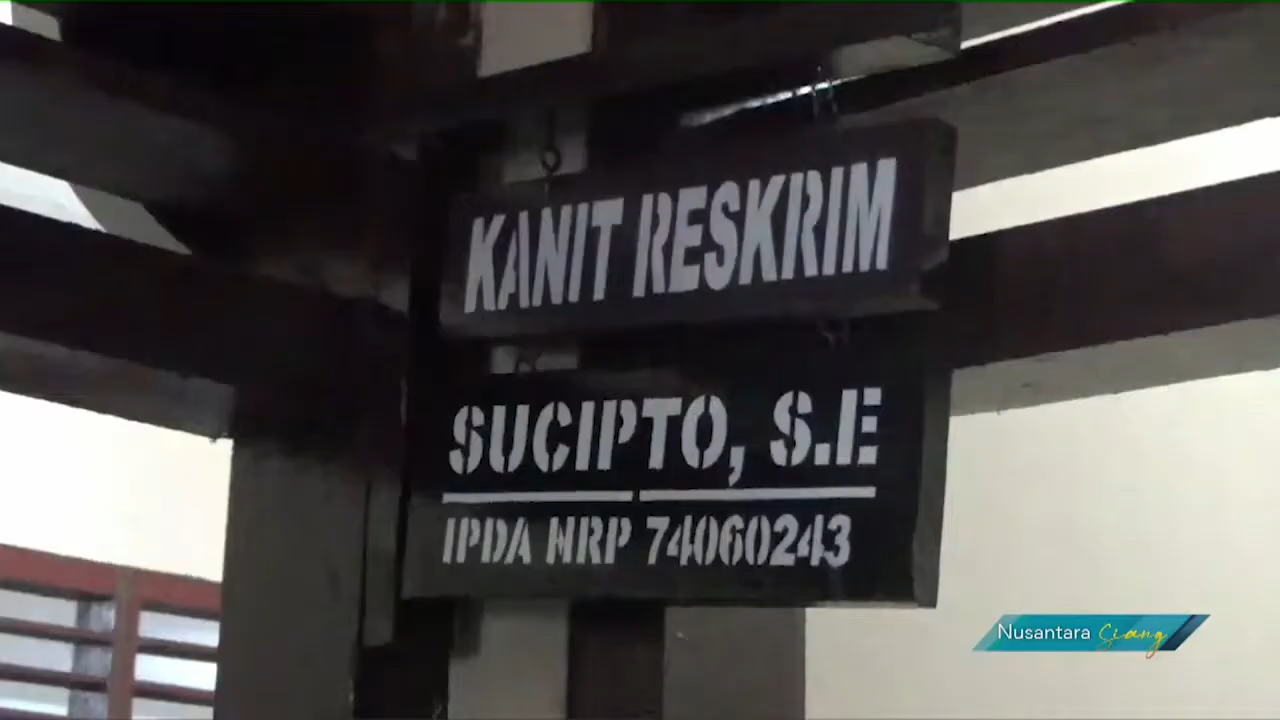 KANIT RESKRIM
SUCIPTO, S.E
IPDA NRP 74060243
Nusantara Siang